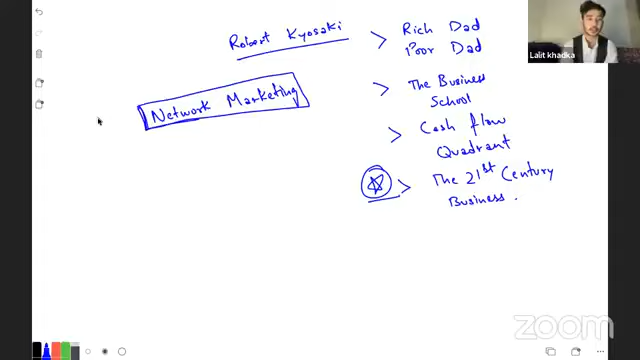 Robert Kyosaki
> Rich Dad
Poor Dad
Network Marketing
> The Business
School
> Cash flow
Quadrant
> The 21st Century
Business.
Lalit khadka
zoom